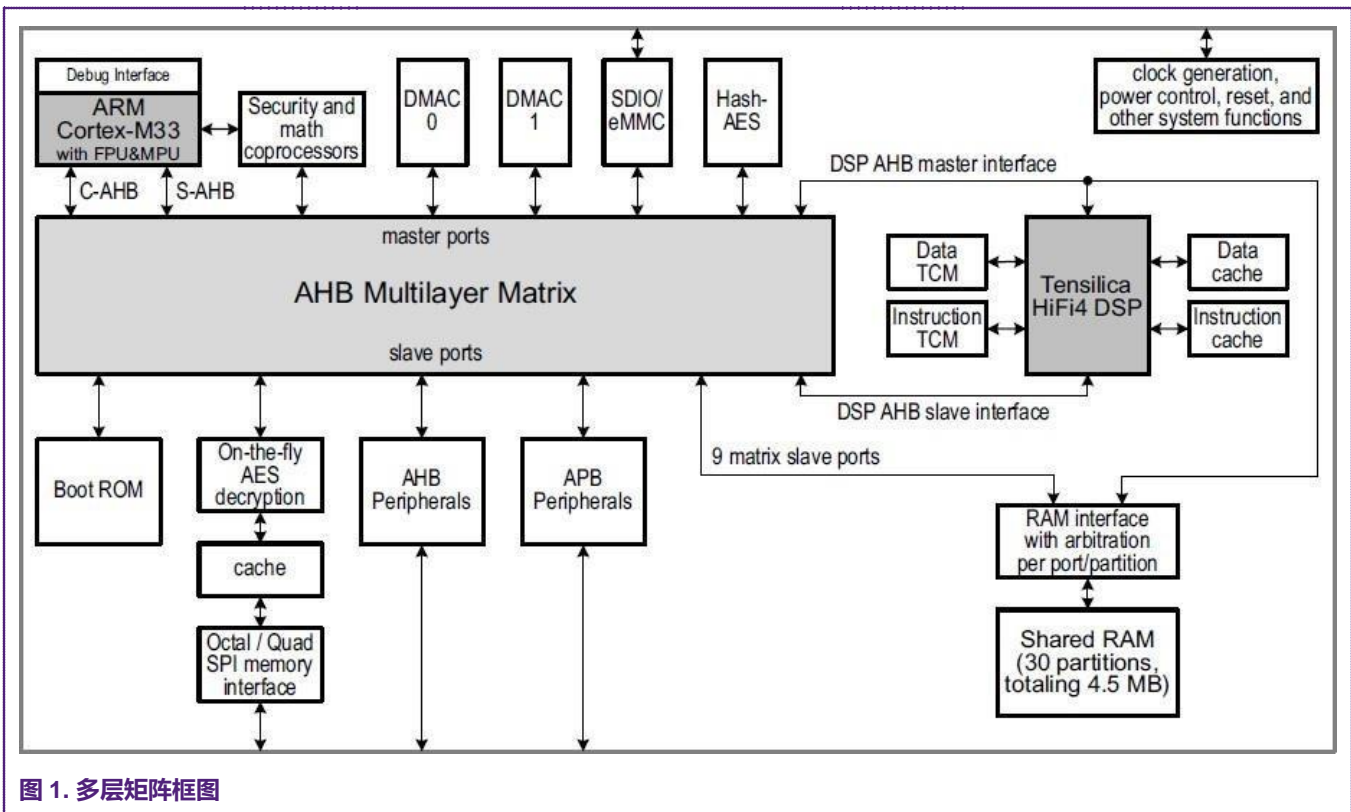 Debug Interface
ARM
Cortex-M33
with FPU&MPU
Security and
math
coprocessors
DMAC
0
DMAC
1
SDIO/
eMMC
Hash-
AES
clock generation,
power control, reset, and
other system functions
C-AHB
S-AHB
DSP AHB master interface
master ports
AHB Multilayer Matrix
slave ports
Data
TCM
Instruction
TCM
Tensilica
HiFi4 DSP
Data
cache
Instruction
cache
DSP AHB slave interface
9 matrix slave ports
Boot ROM
On-the-fly
AES
decryption
AHB
Peripherals
APB
Peripherals
cache
Octal / Quad
SPI memory
interface
RAM interface
with arbitration
per port/partition
Shared RAM
(30 partitions,
totaling 4.5 MB)
图 1. 多层矩阵框图